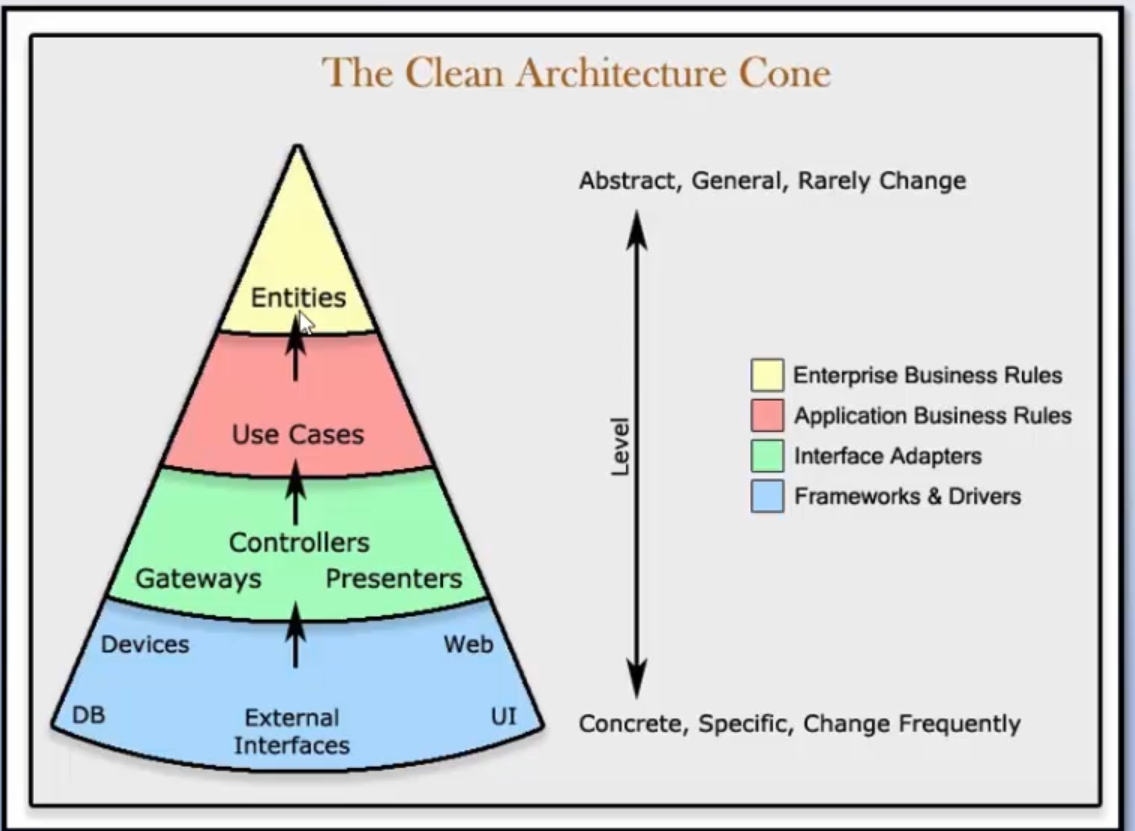 The Clean Architecture Cone
Abstract, General, Rarely Change
Entities
Enterprise Business Rules
Application Business Rules
Interface Adapters
Frameworks & Drivers
Level
Use Cases
Controllers
Gateways Presenters
Devices Web
DB External UI
Interfaces
Concrete, Specific, Change Frequently